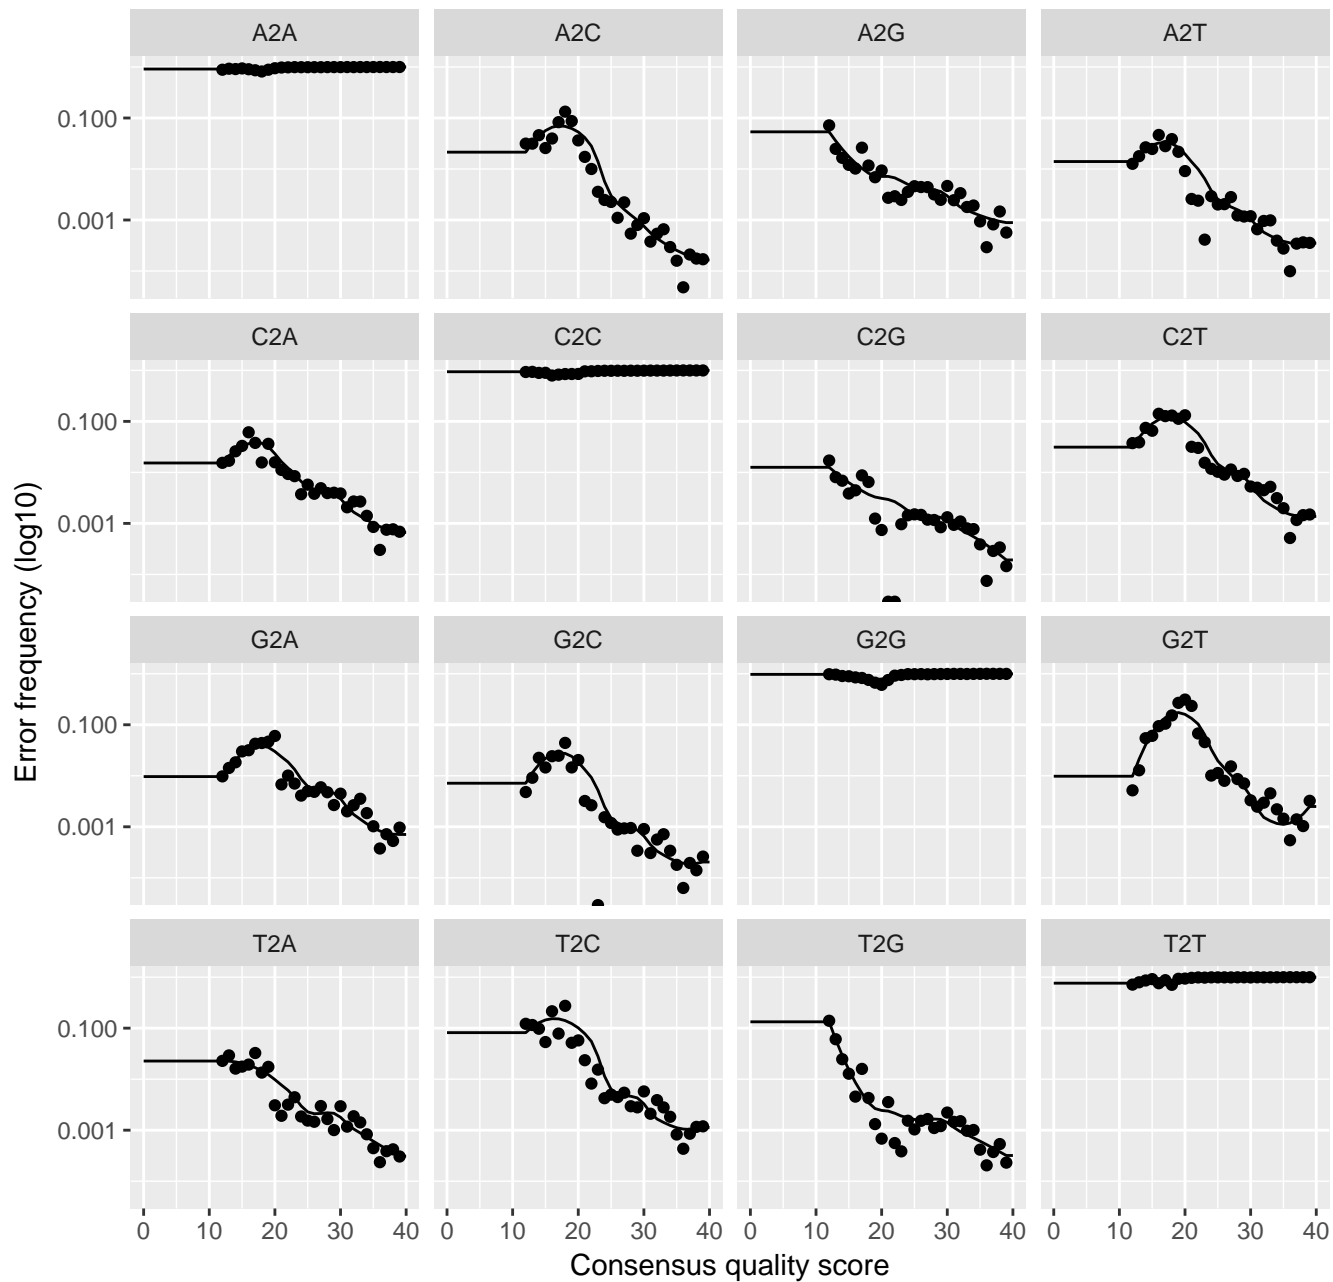 A2A A2C A2G A2T
0.100
0.001
C2A C2C C2G C2T
0.100
0.001
G2A G2C G2G G2T
0.100
0.001
T2A T2C T2G T2T
0.100
0.001
0 10 20 30 40 0 10 20 30 40 0 10 20 30 40 0 10 20 30 40
Consensus quality score
Error frequency (log10)